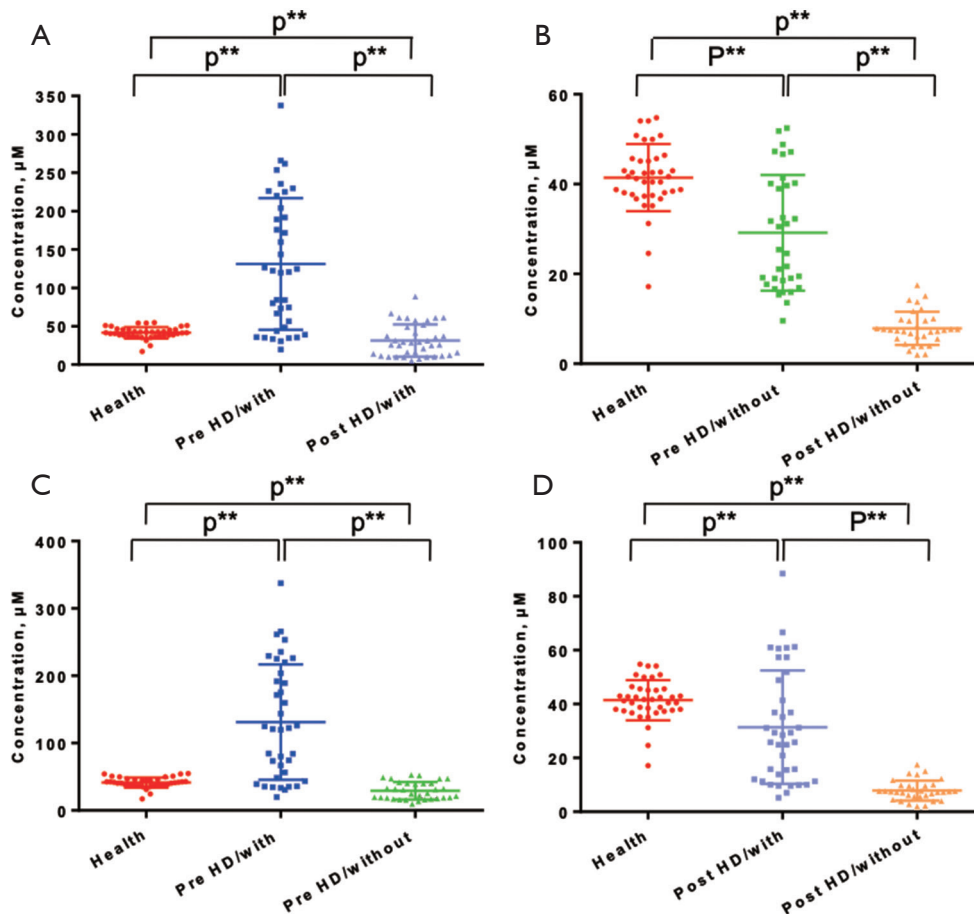 A
p**
p** p**
Concentration, µM
350
300
250
200
150
100
50
0
Health
Pre HD/with
Post HD/with
B
p**
P** p**
Concentration, µM
60
40
20
0
Health
Pre HD/without
Post HD/without
C
p**
p** p**
Concentration, µM
400
300
200
100
0
Health
Pre HD/with
Pre HD/without
D
p**
p** P**
Concentration, µM
100
80
60
40
20
0
Health
Post HD/with
Post HD/without